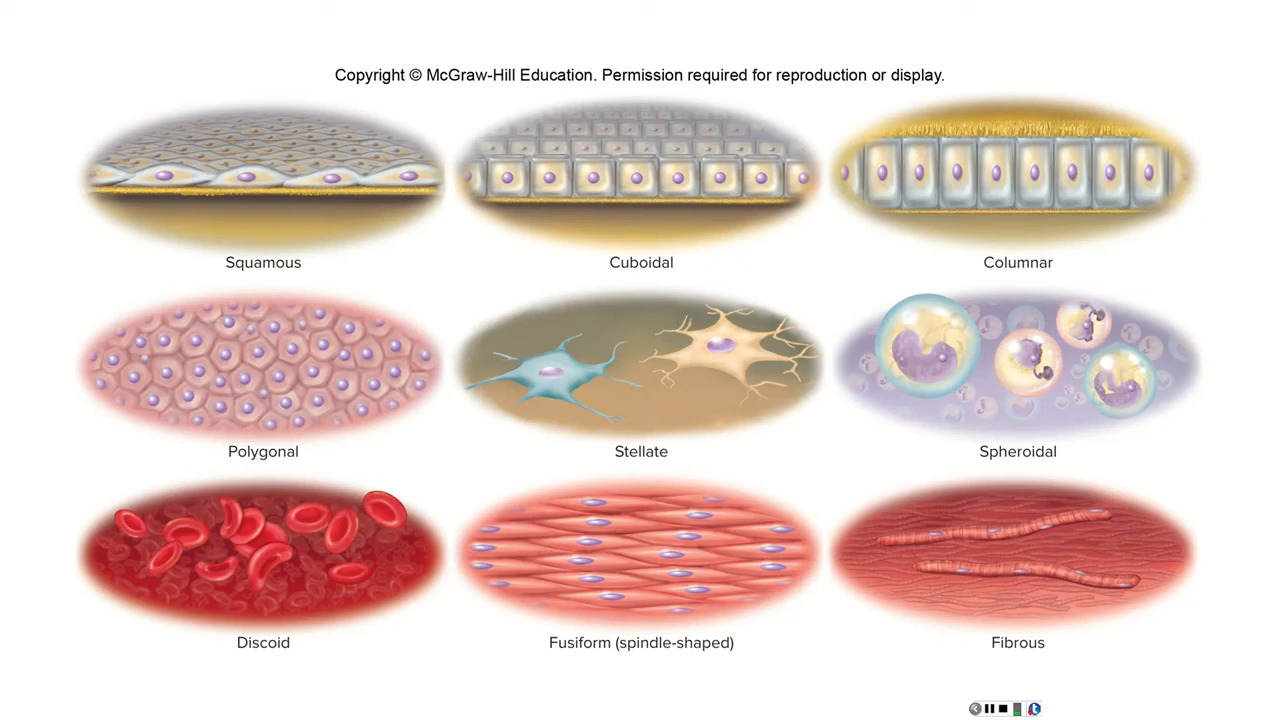 Copyright © McGraw-Hill Education. Permission required for reproduction or display.
Squamous
Cuboidal
Columnar
Polygonal
Stellate
Spheroidal
Discoid
Fusiform (spindle-shaped)
Fibrous